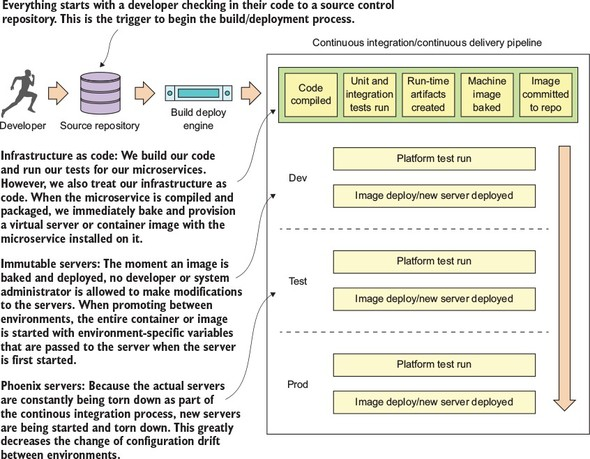 Everything starts with a developer checking in their code to a source control
repository. This is the trigger to begin the build/deployment process.
Continuous integration/continuous delivery pipeline
Developer
Source repository
Build deploy
engine
Code
compiled
Unit and
integration
tests run
Run-time
artifacts
created
Machine
image
baked
Image
committed
to repo
Infrastructure as code: We build our code
and run our tests for our microservices.
However, we also treat our infrastructure as
code. When the microservice is compiled and
packaged, we immediately bake and provision
a virtual server or container image with the
microservice installed on it.
Immutable servers: The moment an image is
baked and deployed, no developer or system
administrator is allowed to make modifications
to the servers. When promoting between
environments, the entire container or image
is started with environment-specific variables
that are passed to the server when the server
is first started.
Phoenix servers: Because the actual servers
are constantly being torn down as part of
the continous integration process, new servers
are being started and torn down. This greatly
decreases the change of configuration drift
between environments.
Dev
Platform test run
Image deploy/new server deployed
Test
Platform test run
Image deploy/new server deployed
Prod
Platform test run
Image deploy/new server deployed